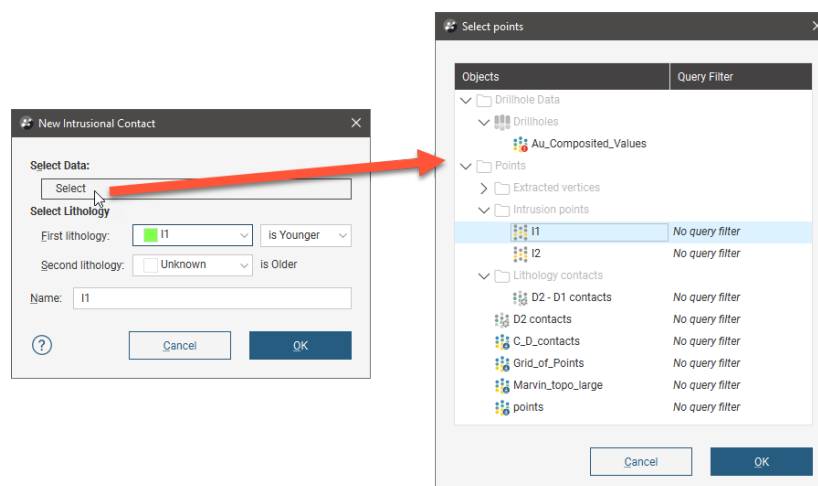 New Intrusional Contact
Select Data:
Select
Select Lithology
First lithology: I1 is Younger
Second lithology: Unknown is Older
Name: I1
Cancel OK
Select points
Objects Query Filter
Drillhole Data
Drillholes
Au_Composited_Values
Points
Extracted vertices
Intrusion points
I1 No query filter
I2 No query filter
Lithology contacts
D2 - D1 contacts No query filter
D2 contacts No query filter
C_D_contacts No query filter
Grid_of_Points No query filter
Marvin_topo_large No query filter
points No query filter
Cancel OK